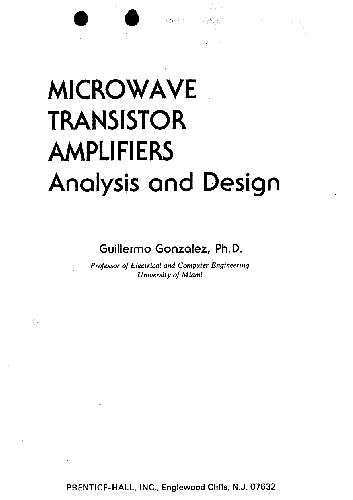 MICROWAVE
TRANSISTOR
AMPLIFIERS
Analysis and Design
Guillermo Gonzalez, Ph.D.
Professor of Electrical and Computer Engineering
University of Miami
PRENTICE-HALL, INC., Englewood Cliffs, N.J. 07632